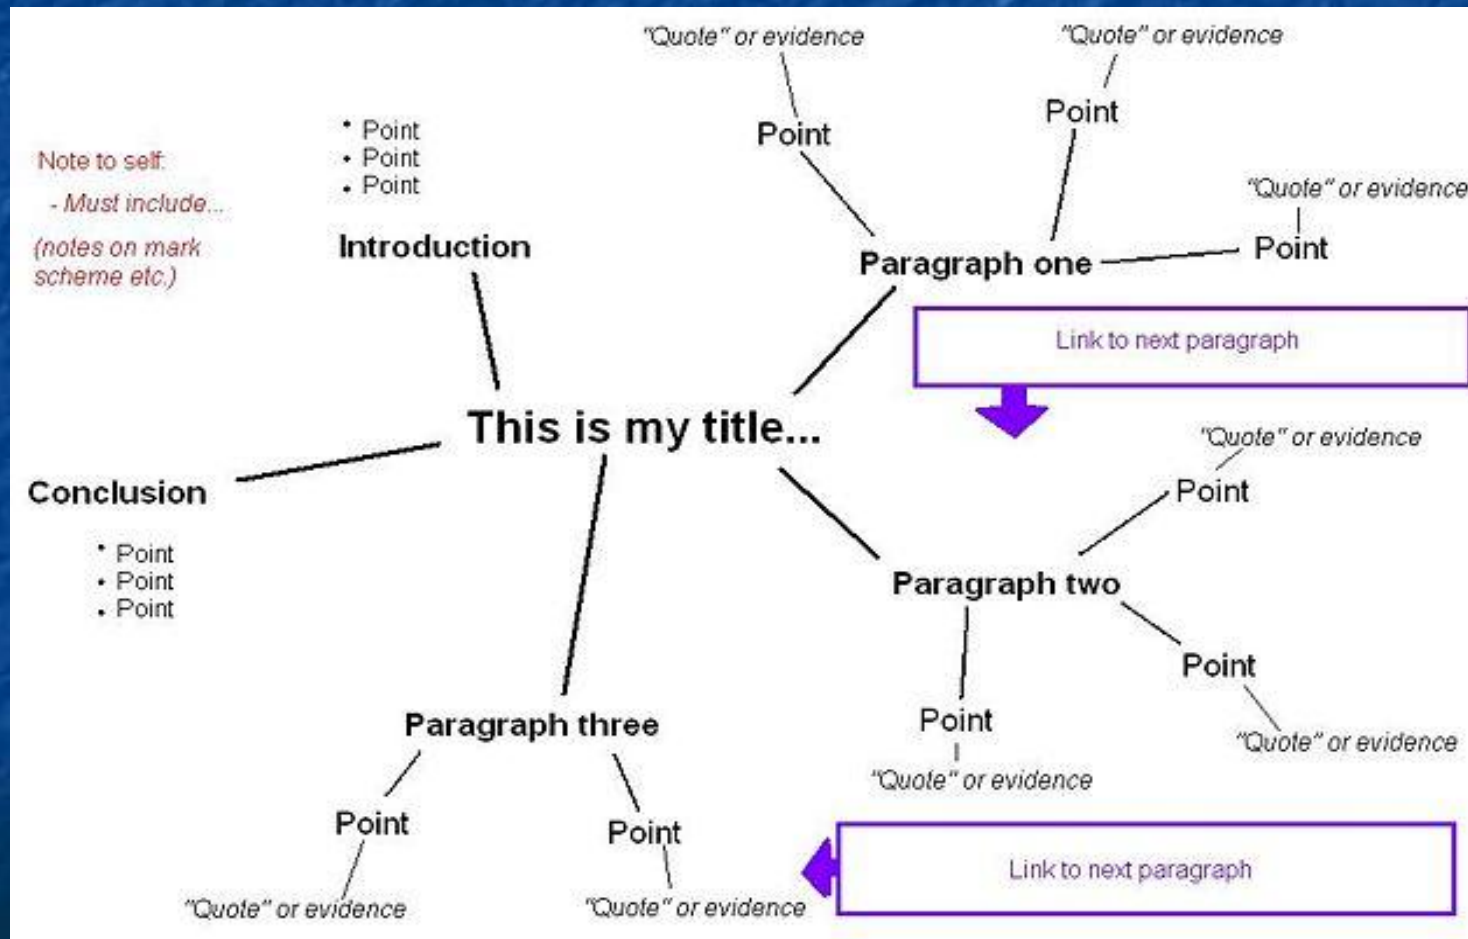 Note to self:
- Must include...
(notes on mark
scheme etc.)
• Point
• Point
• Point
Introduction
"Quote" or evidence
Point
"Quote" or evidence
Point
"Quote" or evidence
Point
Paragraph one
Link to next paragraph
This is my title...
"Quote" or evidence
Point
Paragraph two
Point
"Quote" or evidence
Point
"Quote" or evidence
Link to next paragraph
Paragraph three
Point
"Quote" or evidence
Point
"Quote" or evidence
Conclusion
• Point
• Point
• Point